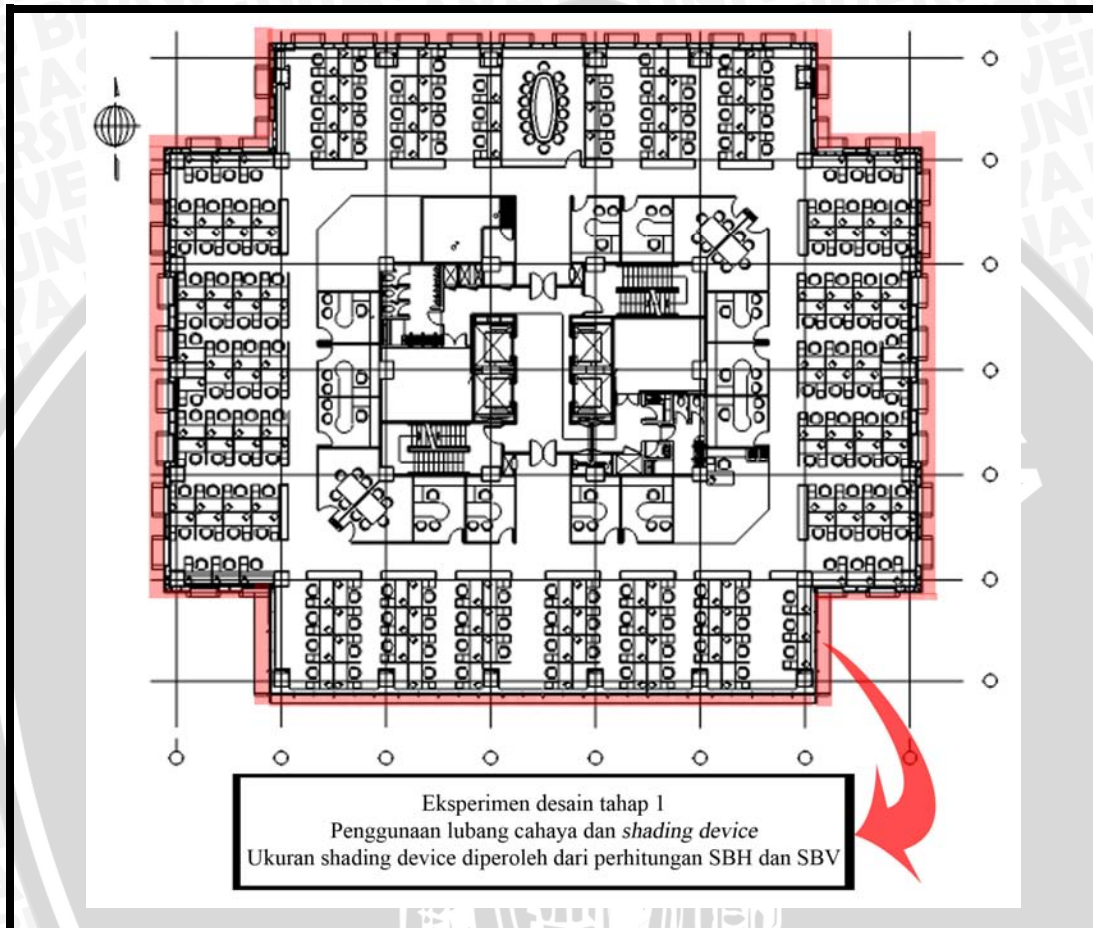 Eksperimen desain tahap 1
Penggunaan lubang cahaya dan shading device
Ukuran shading device diperoleh dari perhitungan SBH dan SBV